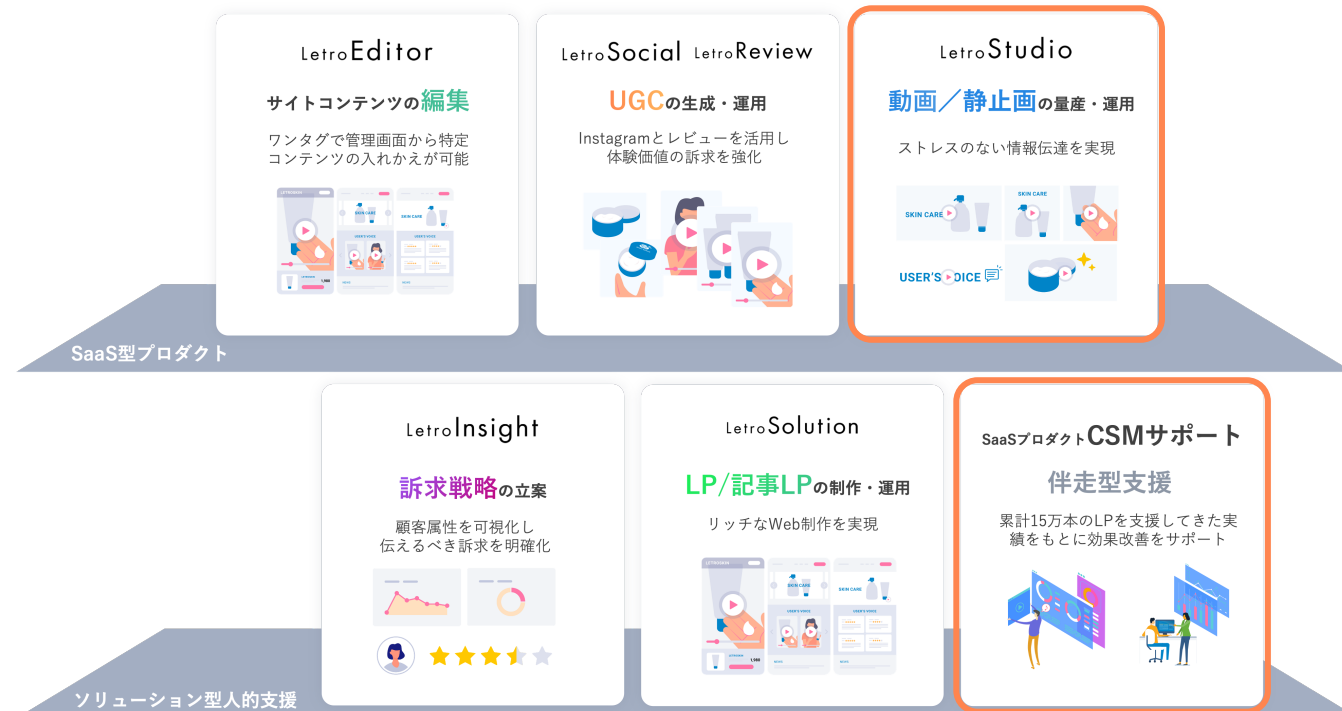 LetroEditor
サイトコンテンツの編集
ワンタグで管理画面から特定
コンテンツの入れかえが可能
SKIN CARE
SKIN CARE
USER'S VOICE
USER'S VOICE
1,980
LetroSocial LetroReview
UGCの生成・運用
Instagramとレビューを活用し
体験価値の訴求を強化
LetroStudio
動画／静止画の量産・運用
ストレスのない情報伝達を実現
SKIN CARE
SKIN CARE
SaaS型プロダクト
LetroInsight
訴求戦略の立案
顧客属性を可視化し
伝えるべき訴求を明確化
LetroSolution
LP/記事LPの制作・運用
リッチなWeb制作を実現
SKIN CARE
SKIN CARE
USER'S VOICE
USER'S VOICE
1,980
SaaSプロダクトCSMサポート
伴走型支援
累計15万本のLPを支援してきた実
績をもとに効果改善をサポート
ソリューション型人的支援